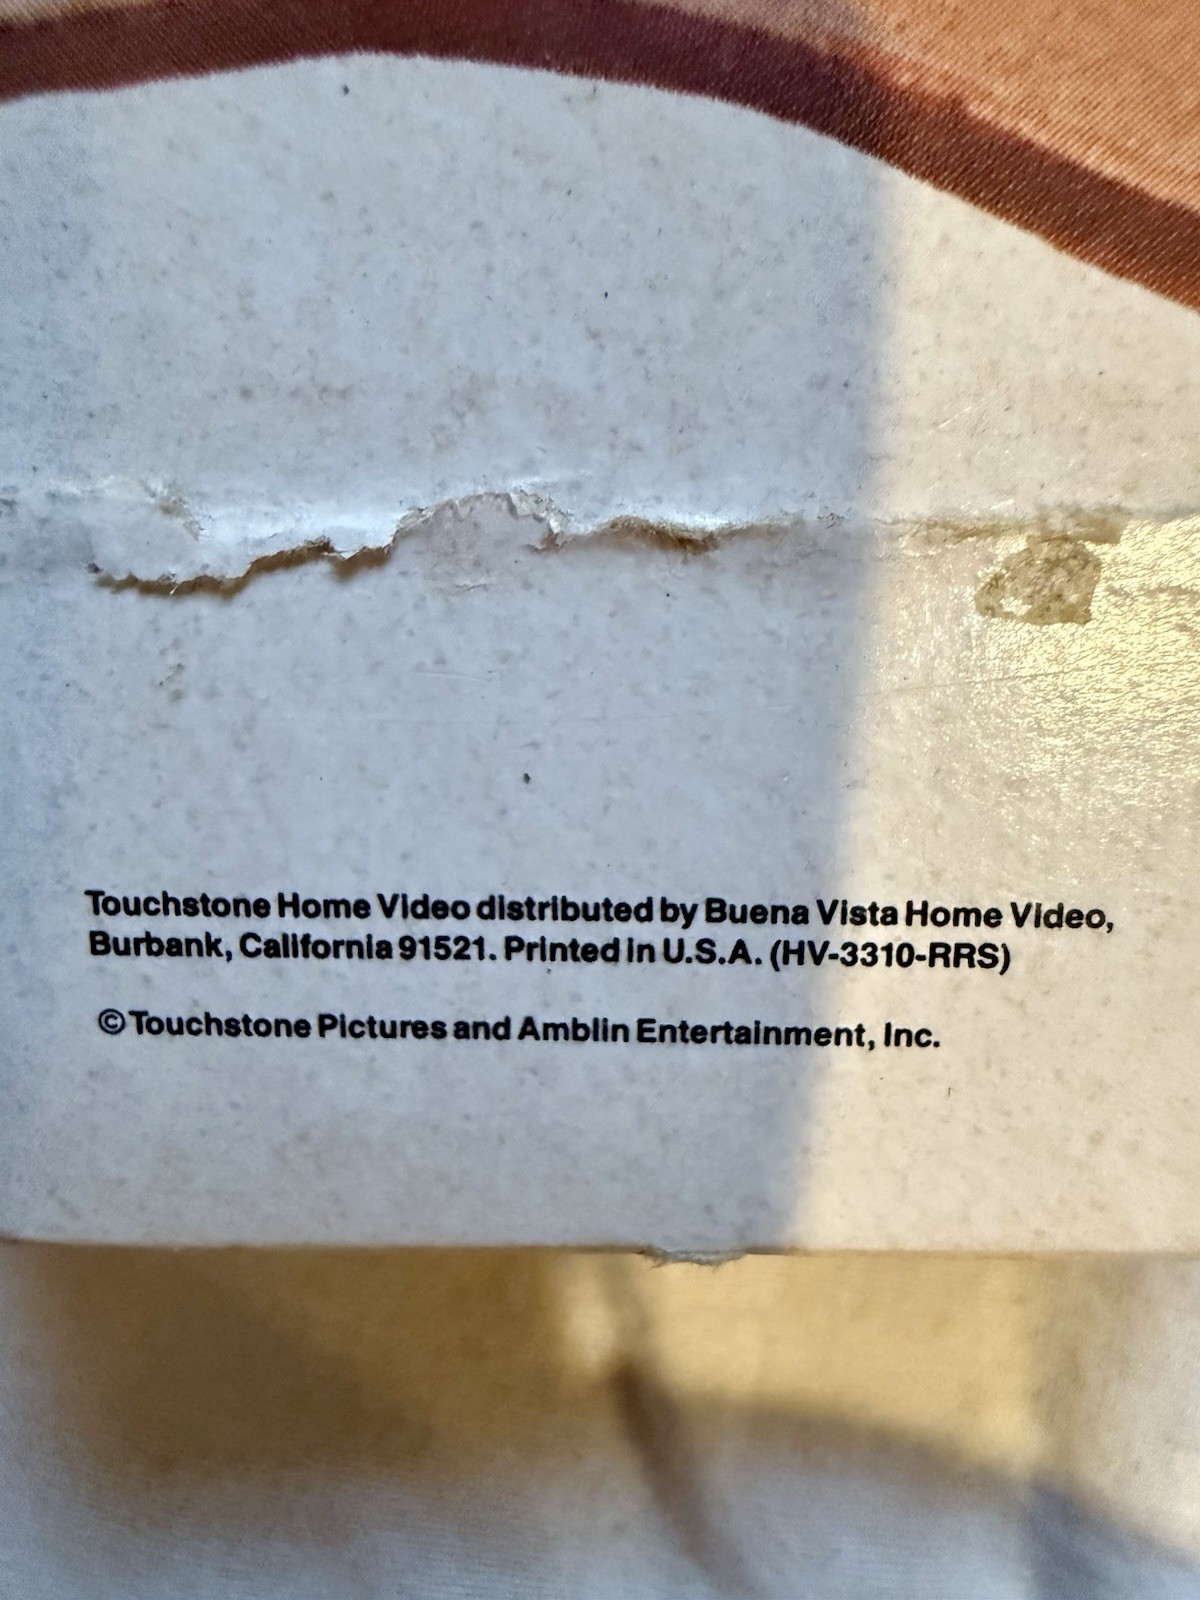 Touchstone Home Video distributed by Buena Vista Home Video,
Burbank, California 91521. Printed in U.S.A. (HV-3310-RRS)
©Touchstone Pictures and Amblin Entertainment, Inc.